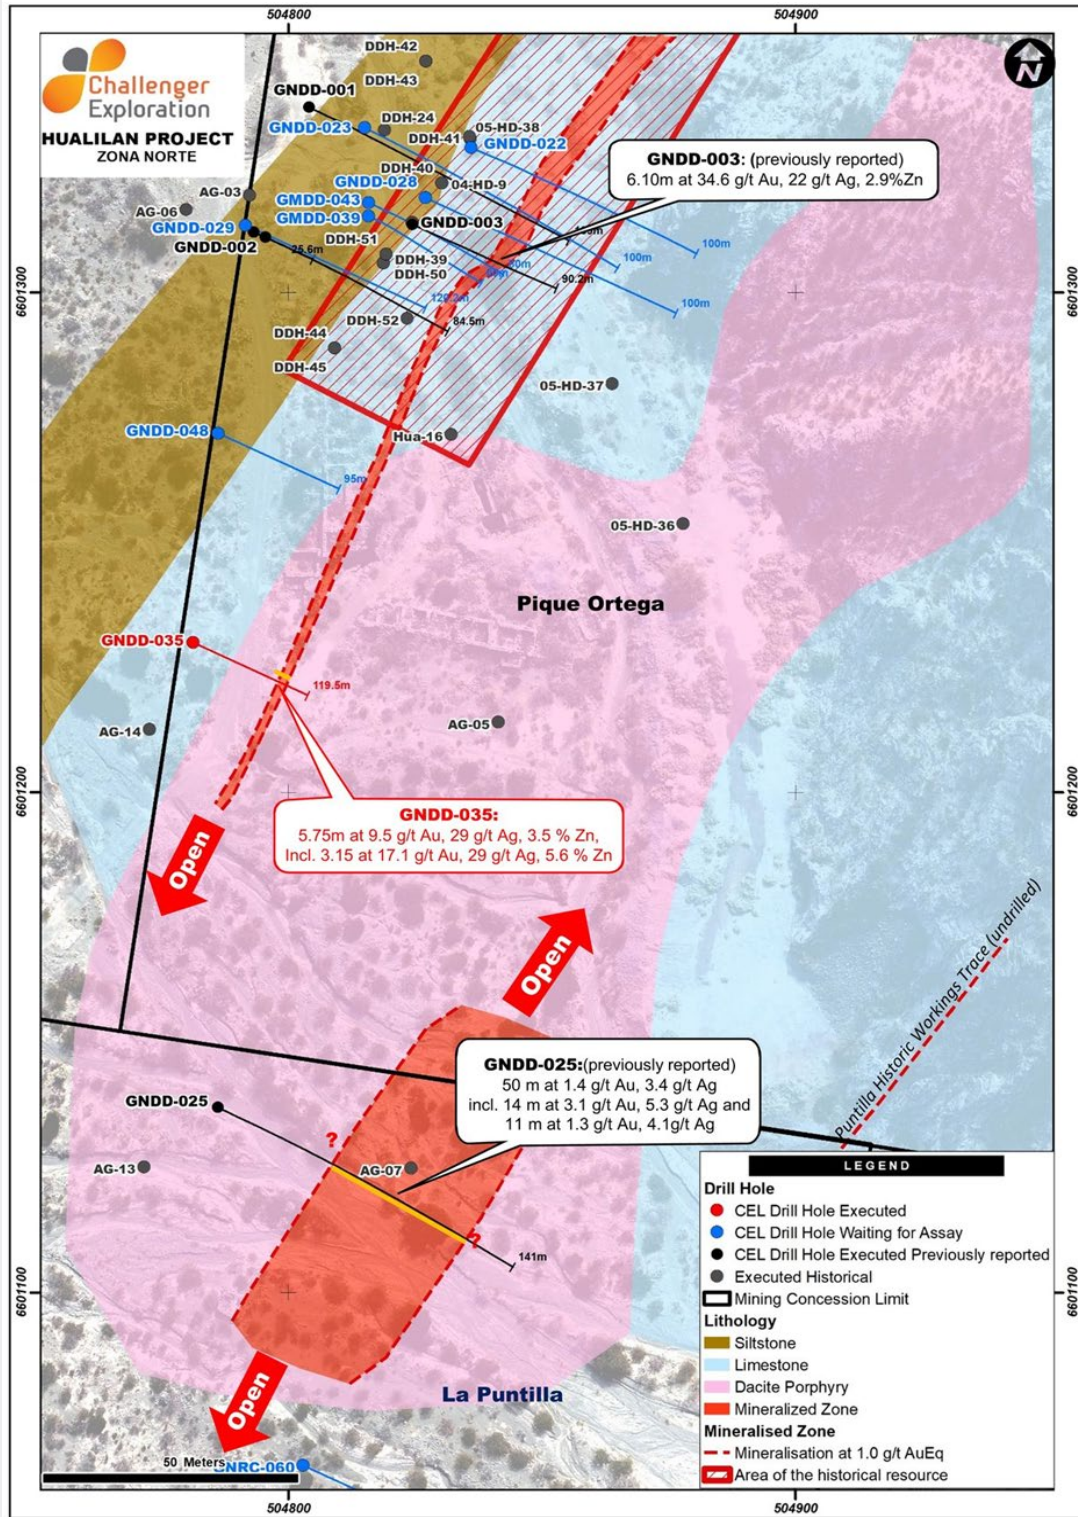 504800
504900
Challenger
Exploration
HUALILAN PROJECT
ZONA NORTE
N
DDH-42
DDH-43
GNDD-001
GNDD-023
DDH-24
DDH-41
05-HD-38
GNDD-022
DDH-40
GNDD-028
04-HD-9
GMDD-043
GMDD-039
GNDD-003
AG-03
AG-06
GNDD-029
GNDD-002
25.6m
DDH-51
DDH-39
DDH-50
100m
100m
90.2m
100m
84.5m
DDH-52
DDH-44
DDH-45
GNDD-003: (previously reported)
6.10m at 34.6 g/t Au, 22 g/t Ag, 2.9%Zn
6601300
6601300
05-HD-37
Hua-16
GNDD-048
95m
05-HD-36
Pique Ortega
GNDD-035
119.5m
AG-14
AG-05
6601200
6601200
GNDD-035:
5.75m at 9.5 g/t Au, 29 g/t Ag, 3.5 % Zn,
Incl. 3.15 at 17.1 g/t Au, 29 g/t Ag, 5.6 % Zn
Open
Open
Puntilla Historic Workings Trace (undrilled)
GNDD-025:(previously reported)
50 m at 1.4 g/t Au, 3.4 g/t Ag
incl. 14 m at 3.1 g/t Au, 5.3 g/t Ag and
11 m at 1.3 g/t Au, 4.1g/t Ag
GNDD-025
?
AG-13
AG-07
?
141m
6601100
6601100
La Puntilla
Open
50 Meters
GNRC-060
LEGEND
Drill Hole
CEL Drill Hole Executed
CEL Drill Hole Waiting for Assay
CEL Drill Hole Executed Previously reported
Executed Historical
Mining Concession Limit
Lithology
Siltstone
Limestone
Dacite Porphyry
Mineralized Zone
Mineralised Zone
Mineralisation at 1.0 g/t AuEq
Area of the historical resource
504800
504900